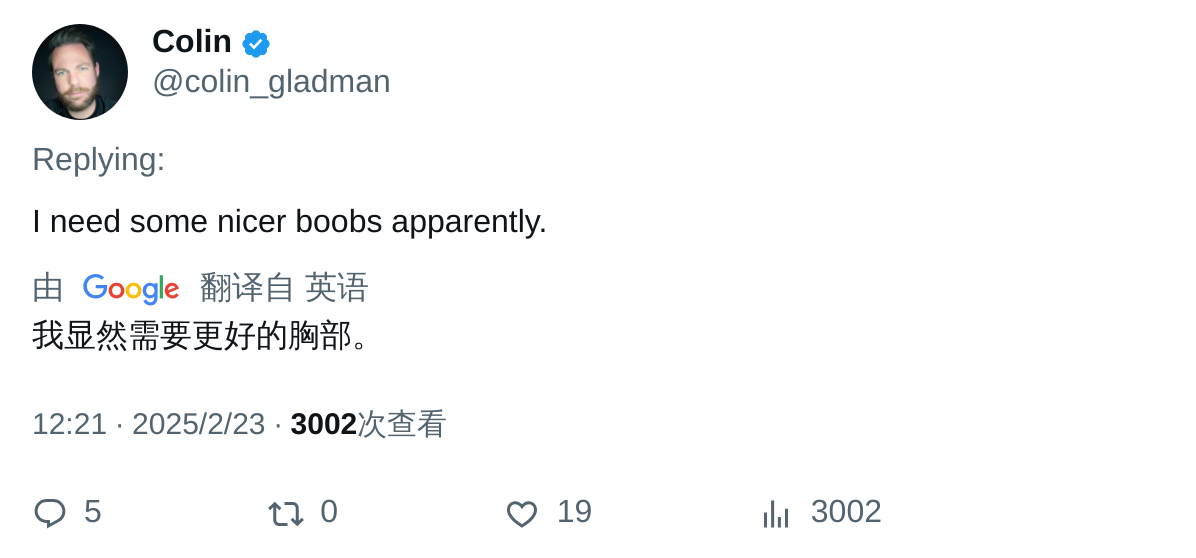 Colin
@colin_gladman
Replying:
I need some nicer boobs apparently.
由 Google 翻译自 英语
我显然需要更好的胸部。
12:21 · 2025/2/23 · 3002次查看
5 0 19 3002